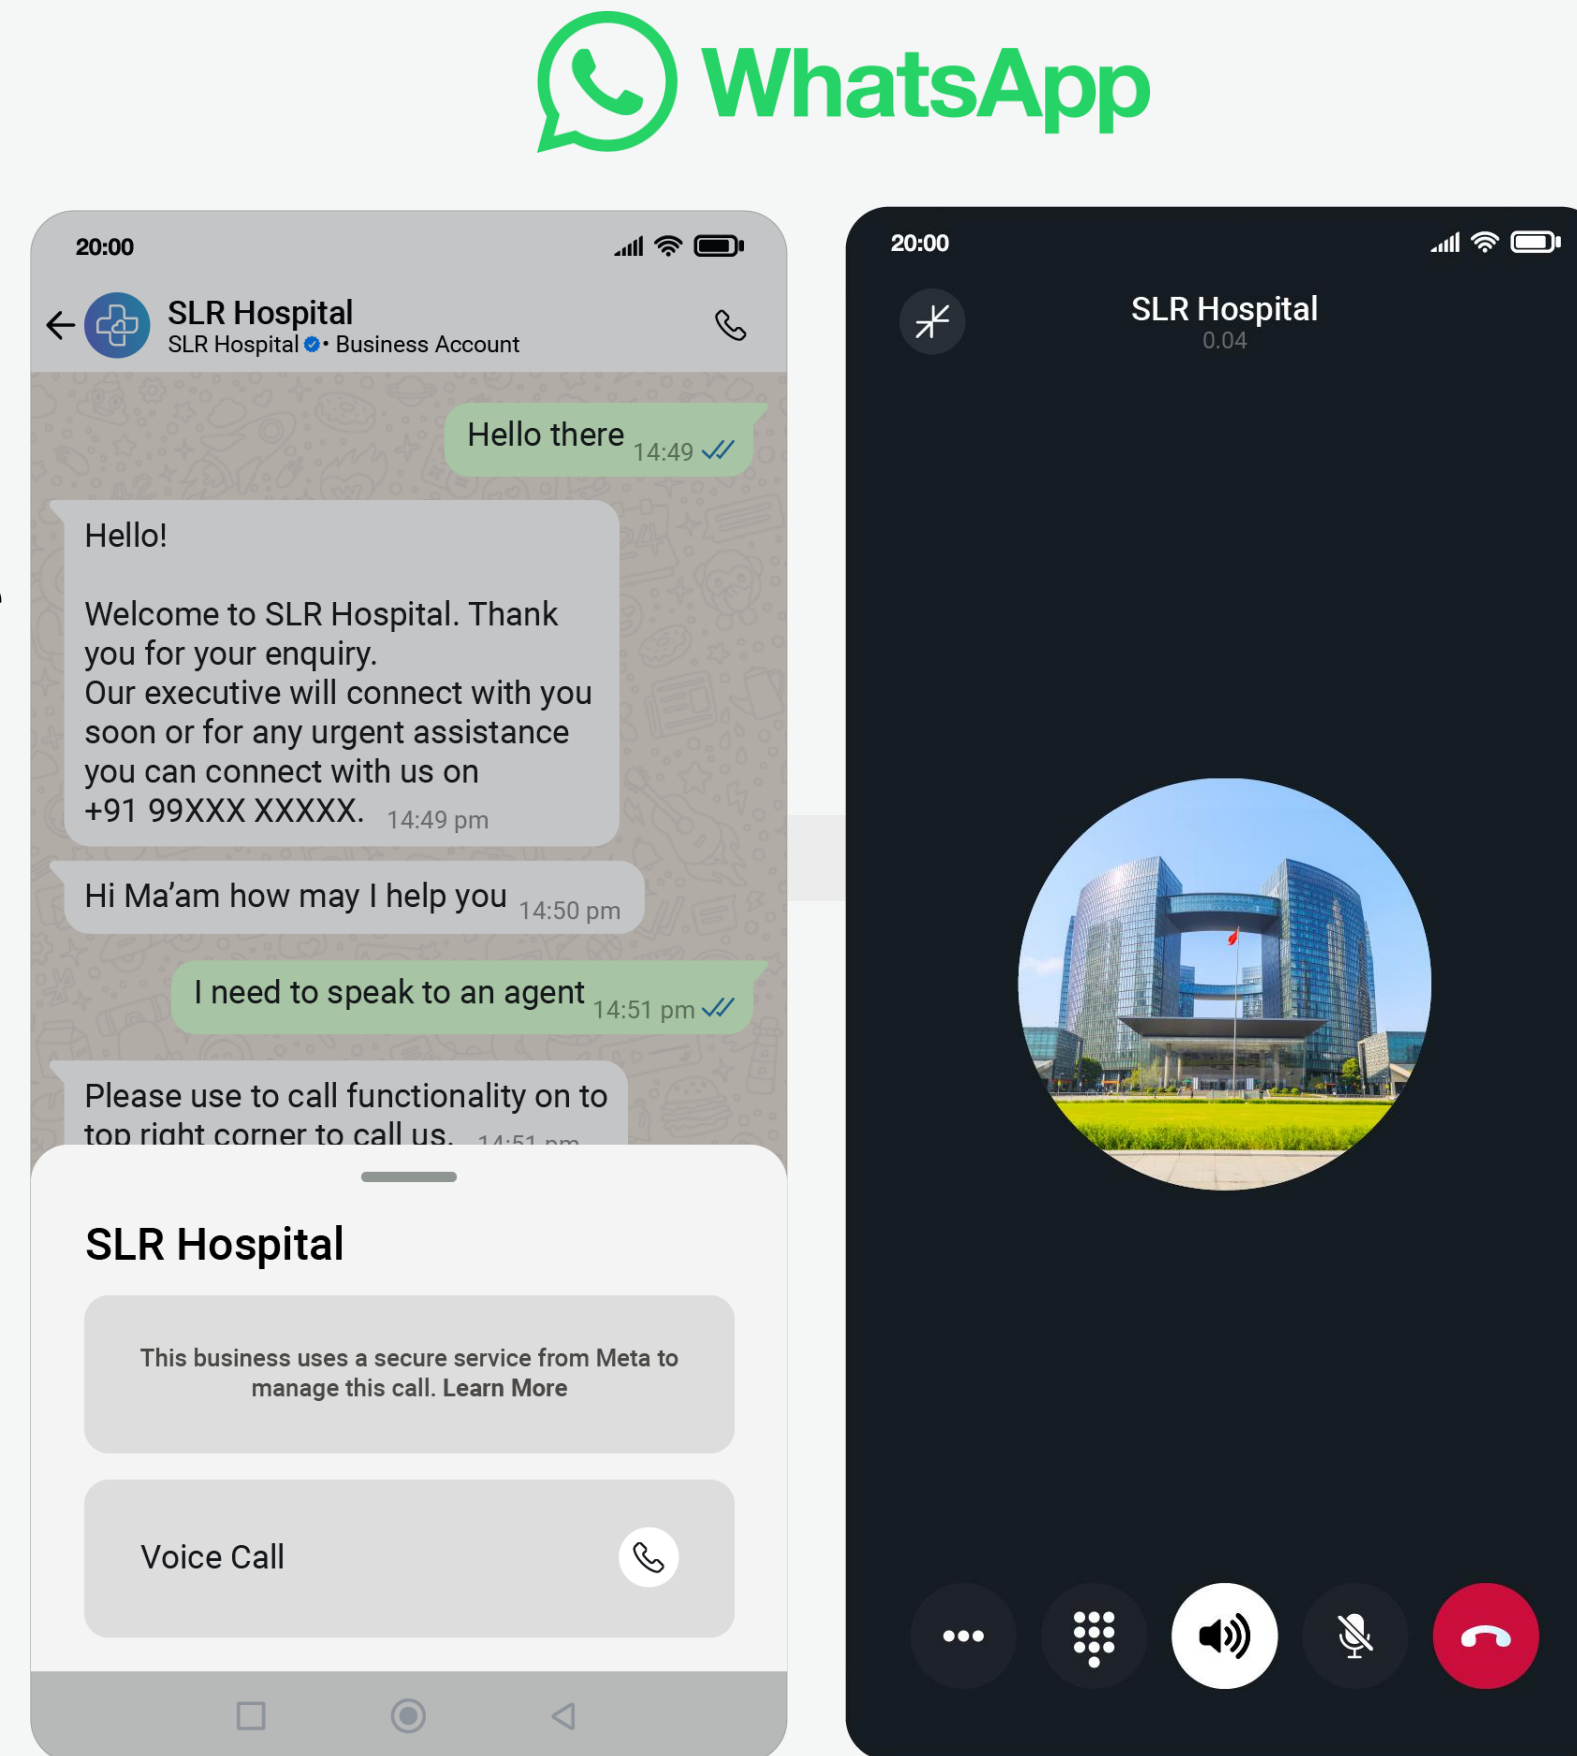 WhatsApp
20:00
SLR Hospital
SLR Hospital • Business Account
Hello there 14:49
Hello!
Welcome to SLR Hospital. Thank
you for your enquiry.
Our executive will connect with you
soon or for any urgent assistance
you can connect with us on
+91 99XXX XXXXX. 14:49 pm
Hi Ma’am how may I help you 14:50 pm
I need to speak to an agent 14:51 pm
Please use to call functionality on to
top right corner to call us. 14:51 pm
SLR Hospital
This business uses a secure service from Meta to
manage this call. Learn More
Voice Call
20:00
SLR Hospital
0.04